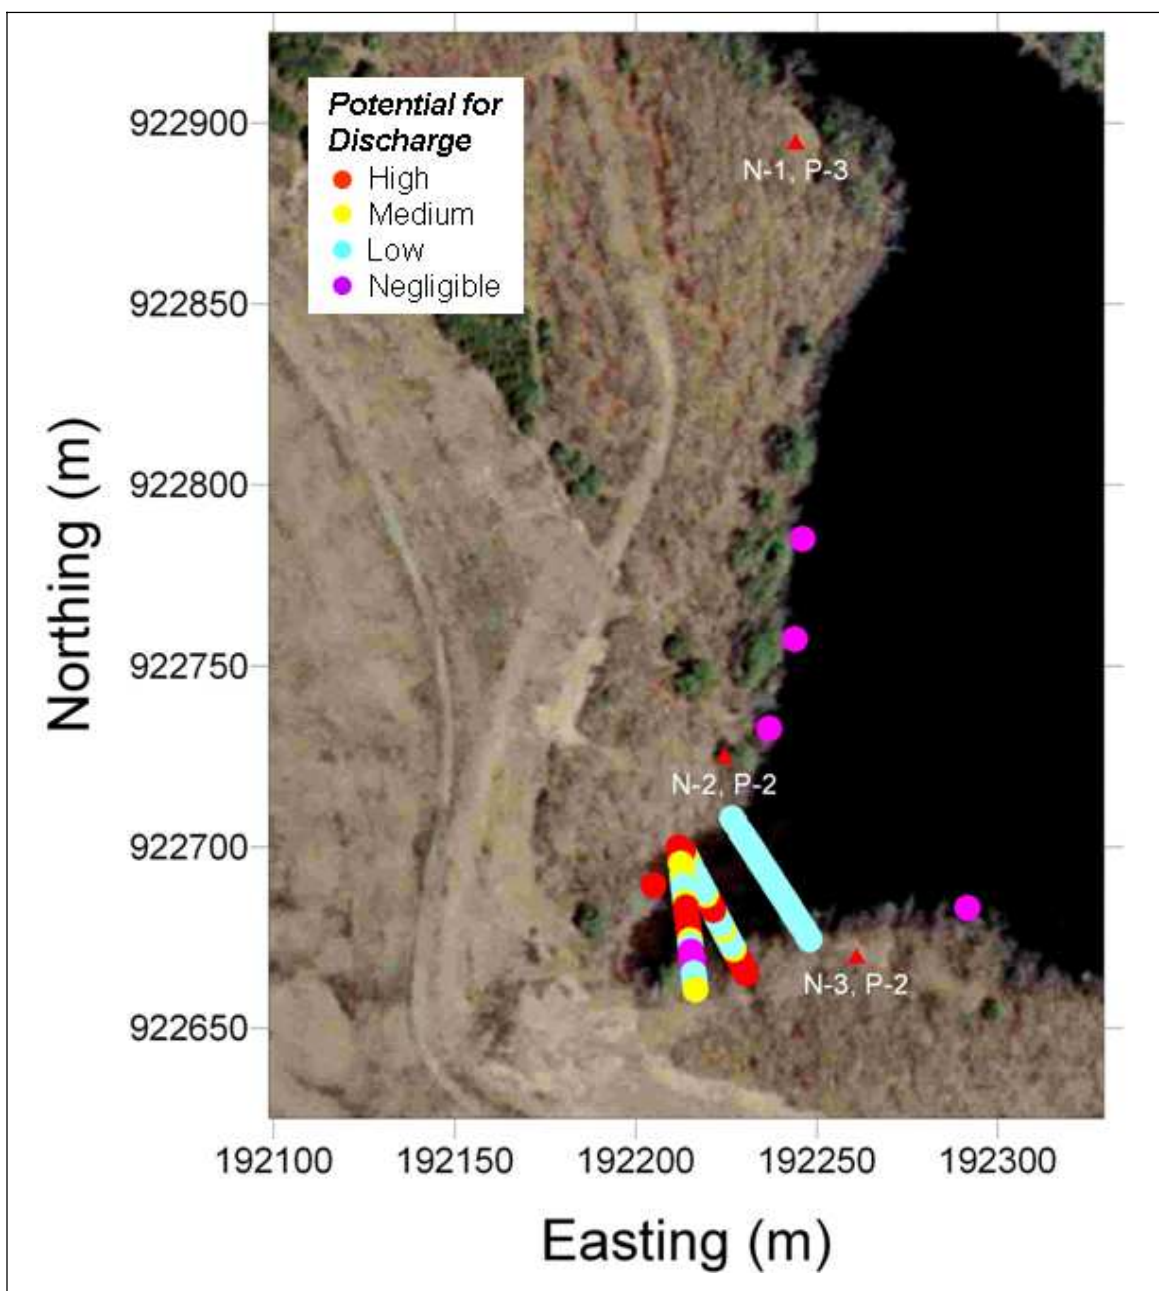 Potential for
Discharge
High
Medium
Low
Negligible
N-1, P-3
N-2, P-2
N-3, P-2
922900
922850
922800
922750
922700
922650
Northing (m)
192100 192150 192200 192250 192300
Easting (m)